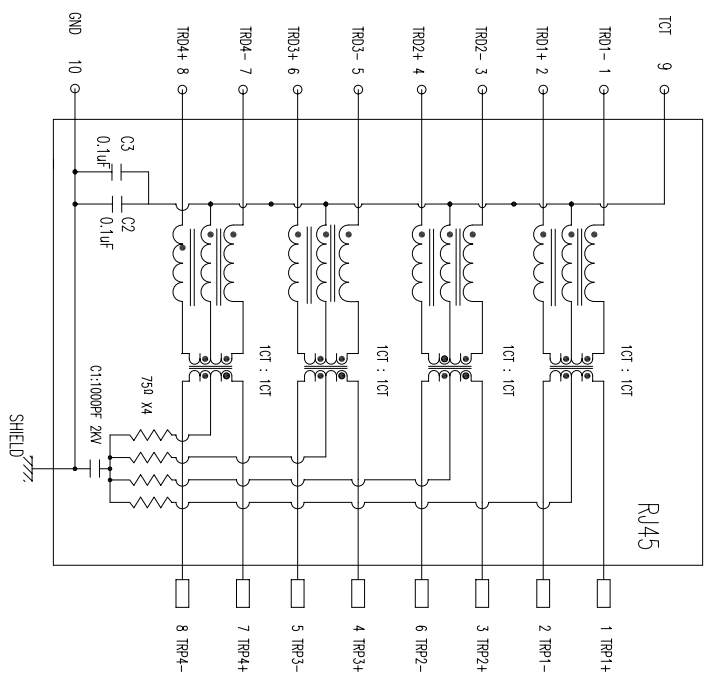 TCT 9
TRD1- 1
TRD1+ 2
TRD2- 3
TRD2+ 4
TRD3- 5
TRD3+ 6
TRD4- 7
TRD4+ 8
GND 10
C3
0.1uF
C2
0.1uF
1CT : 1CT
1CT : 1CT
1CT : 1CT
1CT : 1CT
75Ω X4
C1:1000PF 2KV
SHIELD
RJ45
1 TRP1+
2 TRP1-
3 TRP2+
6 TRP2-
4 TRP3+
5 TRP3-
7 TRP4+
8 TRP4-